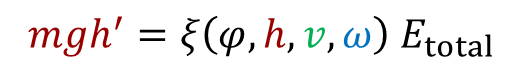 mgh′ = ξ(φ, h, v, ω) E_total